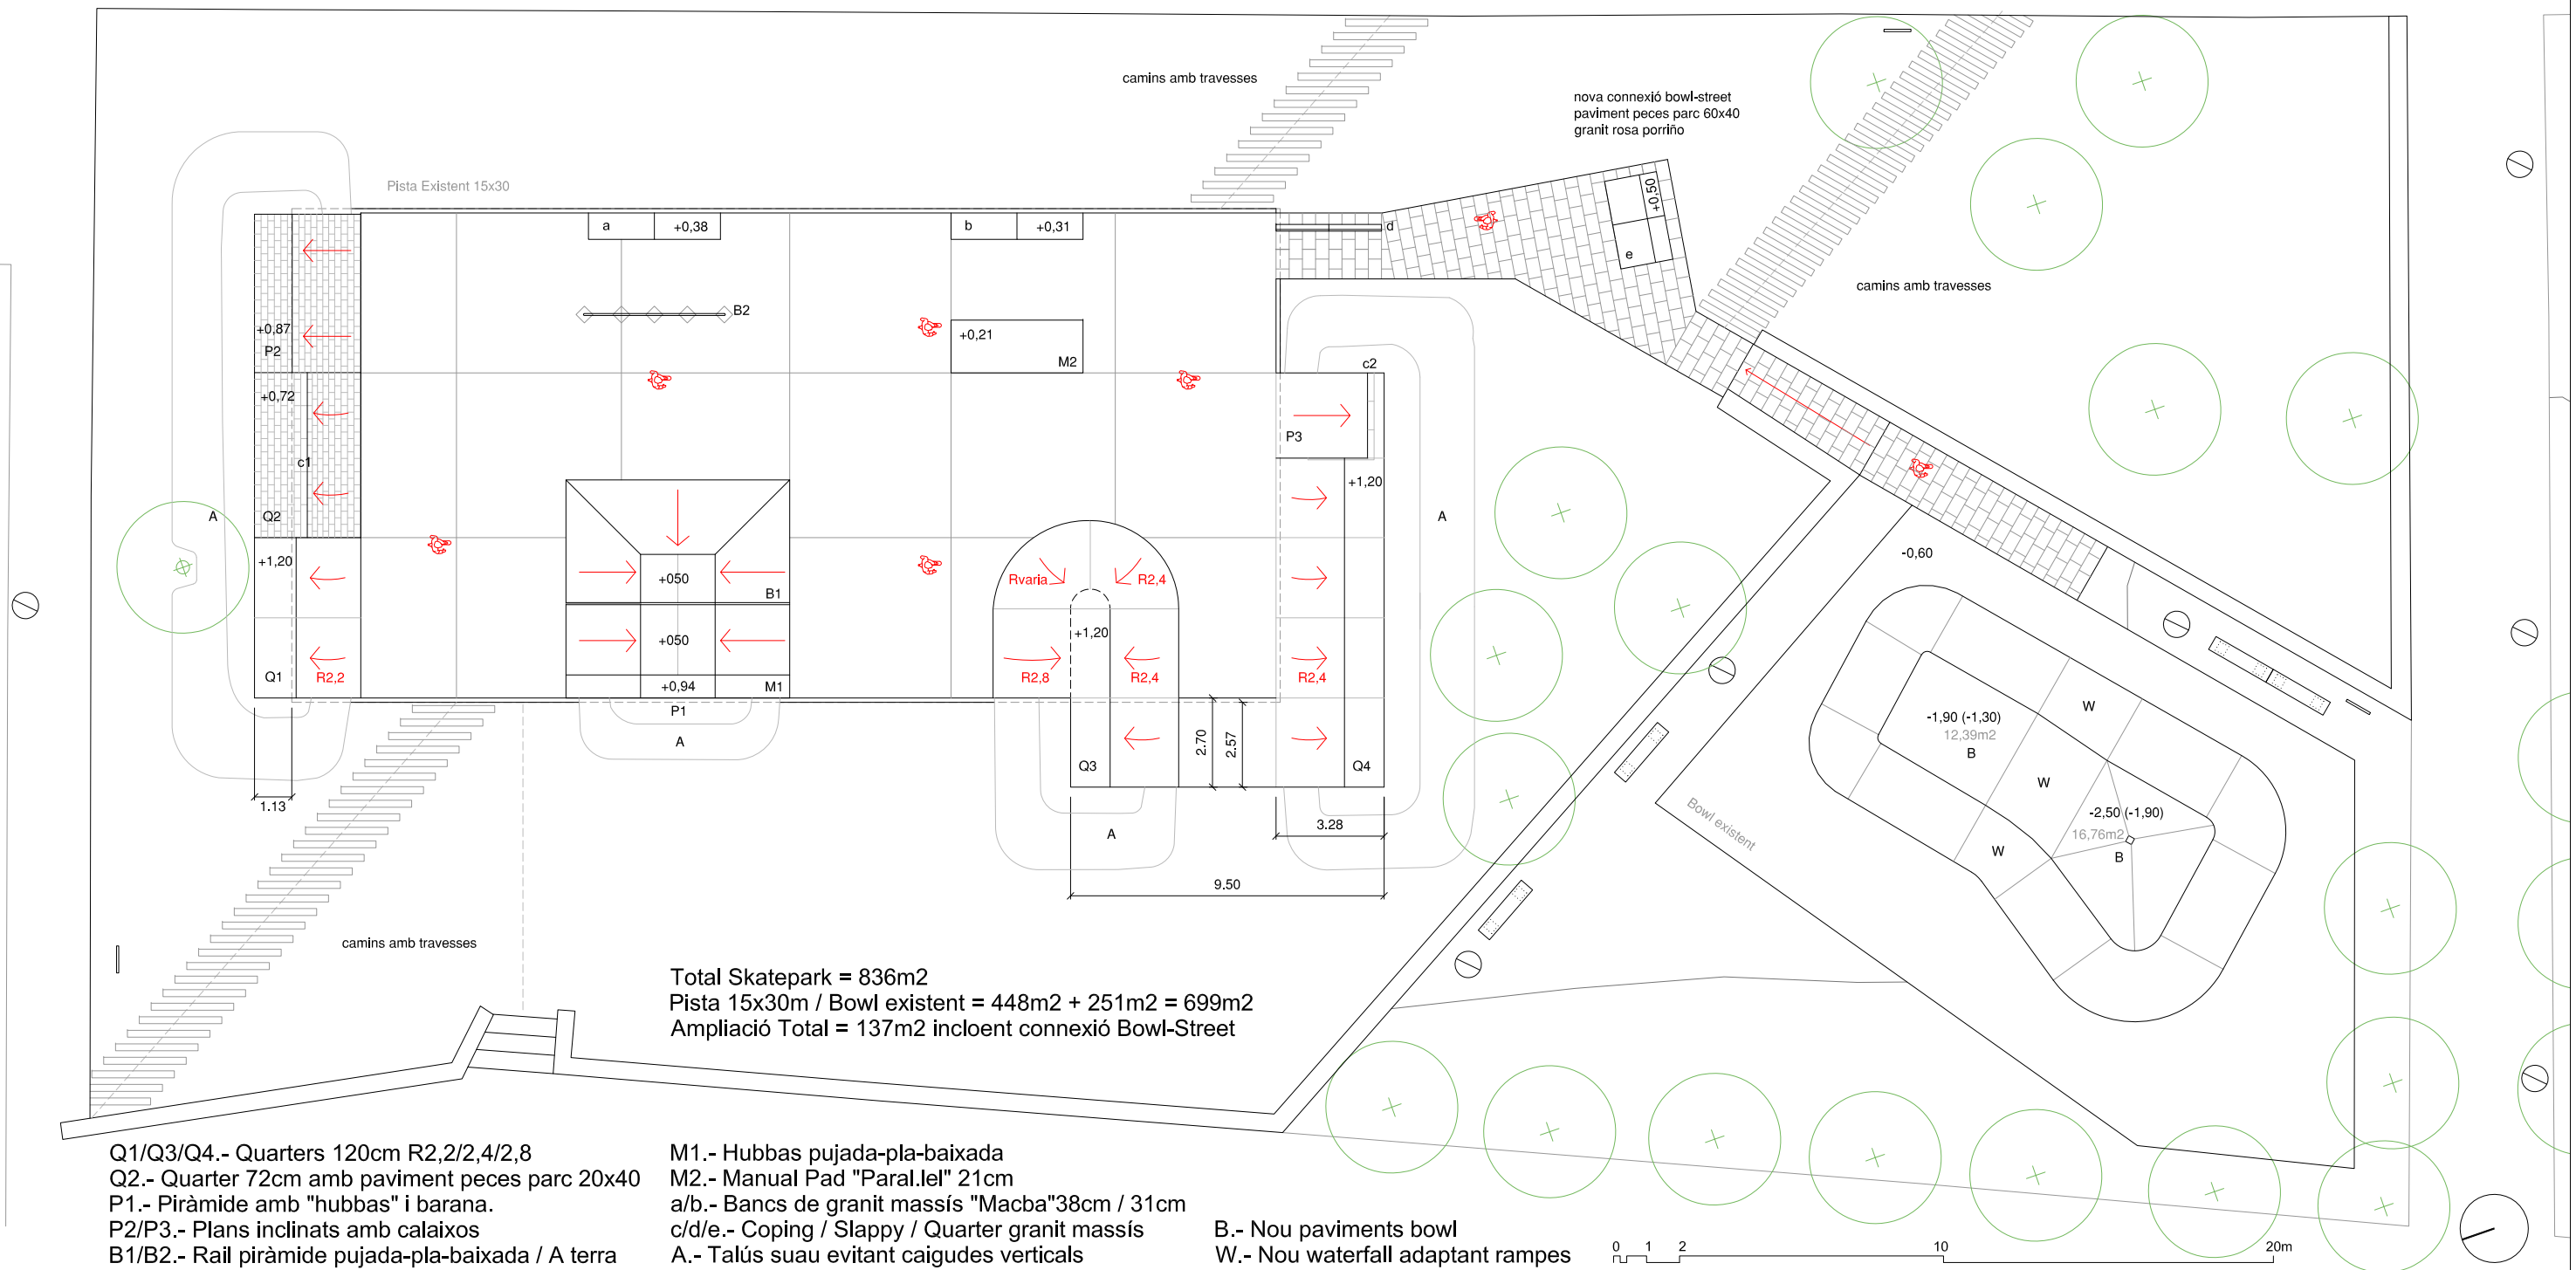 camins amb travesses
nova connexió bowl-street
paviment peces parc 60x40
granit rosa porriño
Pista Existent 15x30
a
+0,38
b
+0,31
d
+0,50
e
camins amb travesses
B2
+0,87
P2
+0,21
M2
c2
+0,72
P3
c1
+1,20
Q2
A
A
+1,20
-0,60
+050
B1
Rvaria
R2,4
+050
+1,20
Q1
R2,2
+0,94
M1
R2,8
R2,4
R2,4
P1
A
2.70
2.57
W
-1,90 (-1,30)
12,39m2
B
Q3
Q4
W
1.13
Bowl existent
-2,50 (-1,90)
16,76m2
B
W
A
3.28
9.50
camins amb travesses
Total Skatepark = 836m2
Pista 15x30m / Bowl existent = 448m2 + 251m2 = 699m2
Ampliació Total = 137m2 incloent connexió Bowl-Street
Q1/Q3/Q4.- Quarters 120cm R2,2/2,4/2,8
Q2.- Quarter 72cm amb paviment peces parc 20x40
P1.- Piràmide amb "hubbas" i barana.
P2/P3.- Plans inclinats amb calaixos
B1/B2.- Rail piràmide pujada-pla-baixada / A terra
M1.- Hubbas pujada-pla-baixada
M2.- Manual Pad "Paral.lel" 21cm
a/b.- Bancs de granit massís "Macba"38cm / 31cm
c/d/e.- Coping / Slappy / Quarter granit massís
A.- Talús suau evitant caigudes verticals
B.- Nou paviments bowl
W.- Nou waterfall adaptant rampes
0 1 2 10 20m